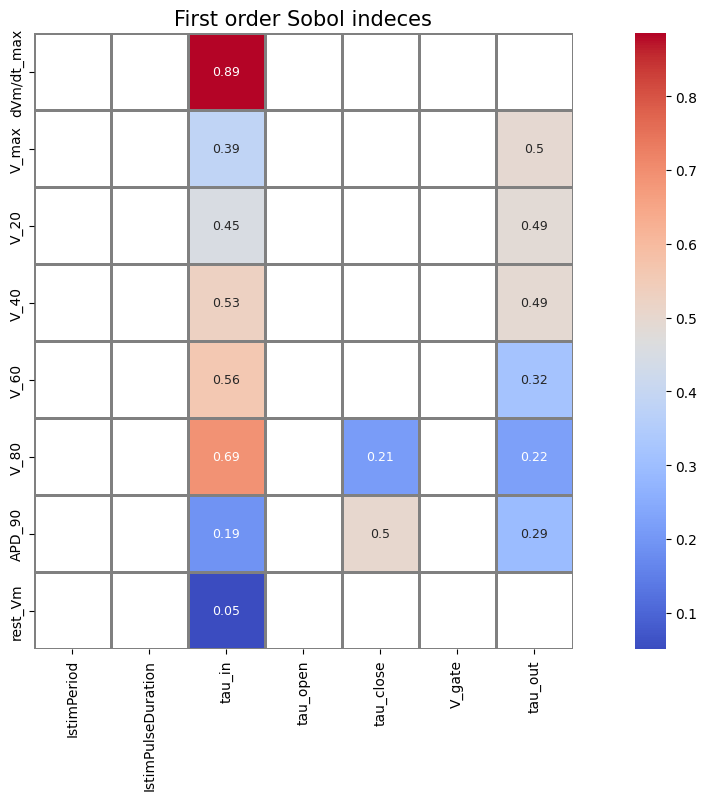 First order Sobol indeces
dVm/dt_max
0.89
V_max
0.39 0.5
V_20
0.45 0.49
V_40
0.53 0.49
V_60
0.56 0.32
V_80
0.69 0.21 0.22
APD_90
0.19 0.5 0.29
rest_Vm
0.05
IstimPeriod
IstimPulseDuration
tau_in
tau_open
tau_close
V_gate
tau_out
0.8
0.7
0.6
0.5
0.4
0.3
0.2
0.1